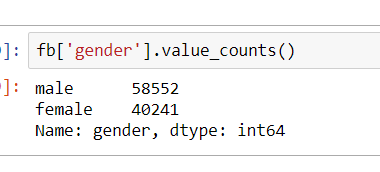 ]: fb['gender'].value_counts()
]: male 58552
female 40241
Name: gender, dtype: int64